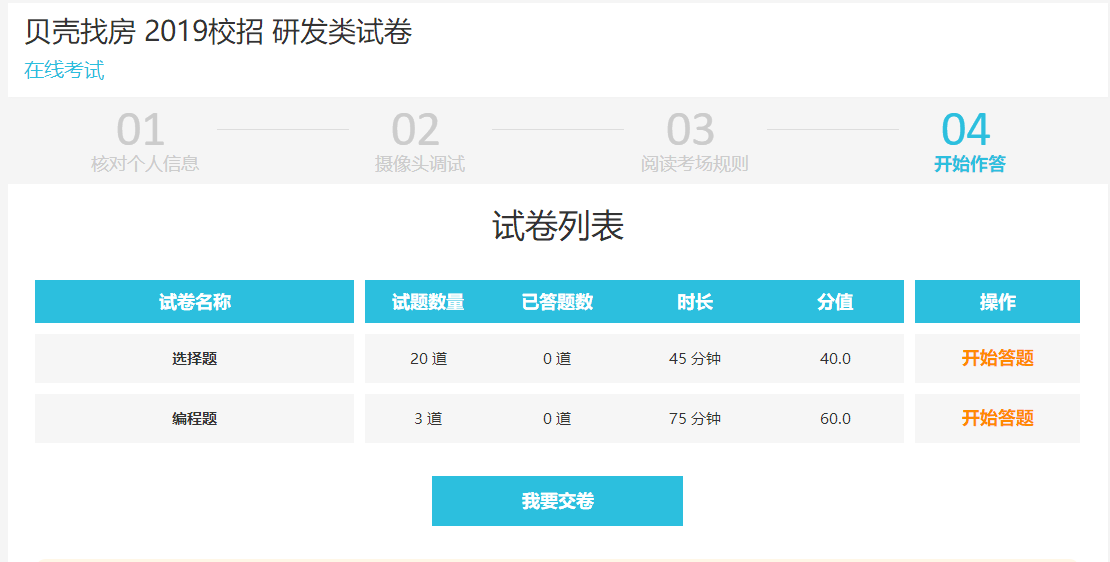 贝壳找房 2019校招 研发类试卷
在线考试
01 02 03 04
核对个人信息 摄像头调试 阅读考场规则 开始作答
试卷列表
试卷名称 试题数量 已答题数 时长 分值 操作
选择题 20 道 0 道 45 分钟 40.0 开始答题
编程题 3 道 0 道 75 分钟 60.0 开始答题
我要交卷